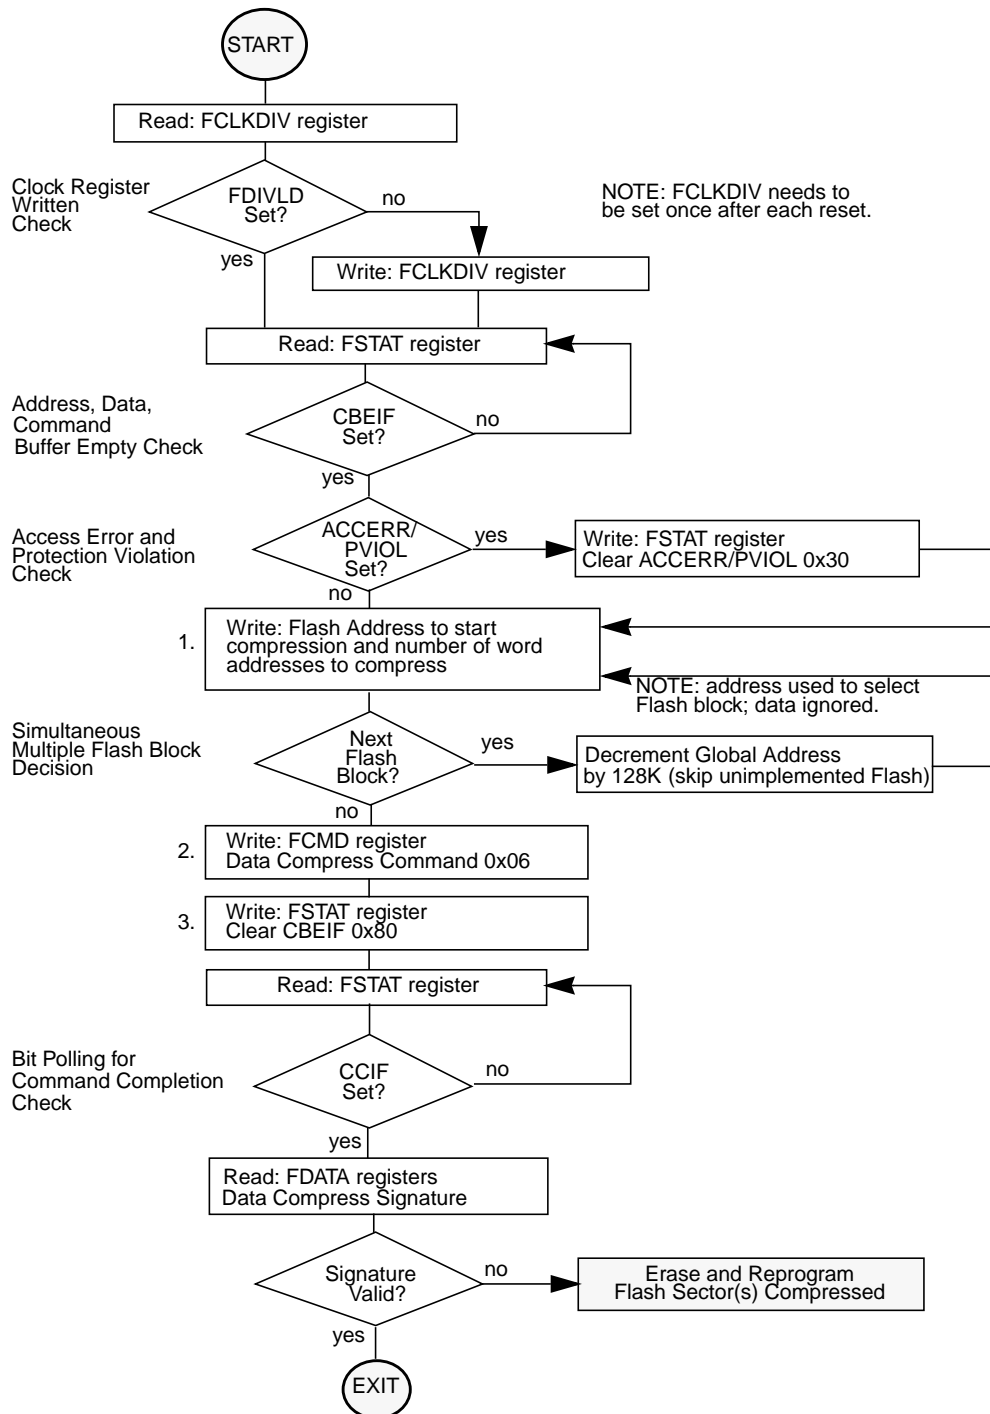 START
Read: FCLKDIV register
Clock Register
Written
Check
FDIVLD
Set?
no
yes
NOTE: FCLKDIV needs to
be set once after each reset.
Write: FCLKDIV register
Read: FSTAT register
Address, Data,
Command
Buffer Empty Check
CBEIF
Set?
no
yes
Access Error and
Protection Violation
Check
ACCERR/
PVIOL
Set?
yes
no
Write: FSTAT register
Clear ACCERR/PVIOL 0x30
1.
Write: Flash Address to start
compression and number of word
addresses to compress
NOTE: address used to select
Flash block; data ignored.
Simultaneous
Multiple Flash Block
Decision
Next
Flash
Block?
yes
no
Decrement Global Address
by 128K (skip unimplemented Flash)
2.
Write: FCMD register
Data Compress Command 0x06
3.
Write: FSTAT register
Clear CBEIF 0x80
Read: FSTAT register
Bit Polling for
Command Completion
Check
CCIF
Set?
no
yes
Read: FDATA registers
Data Compress Signature
Signature
Valid?
no
yes
Erase and Reprogram
Flash Sector(s) Compressed
EXIT